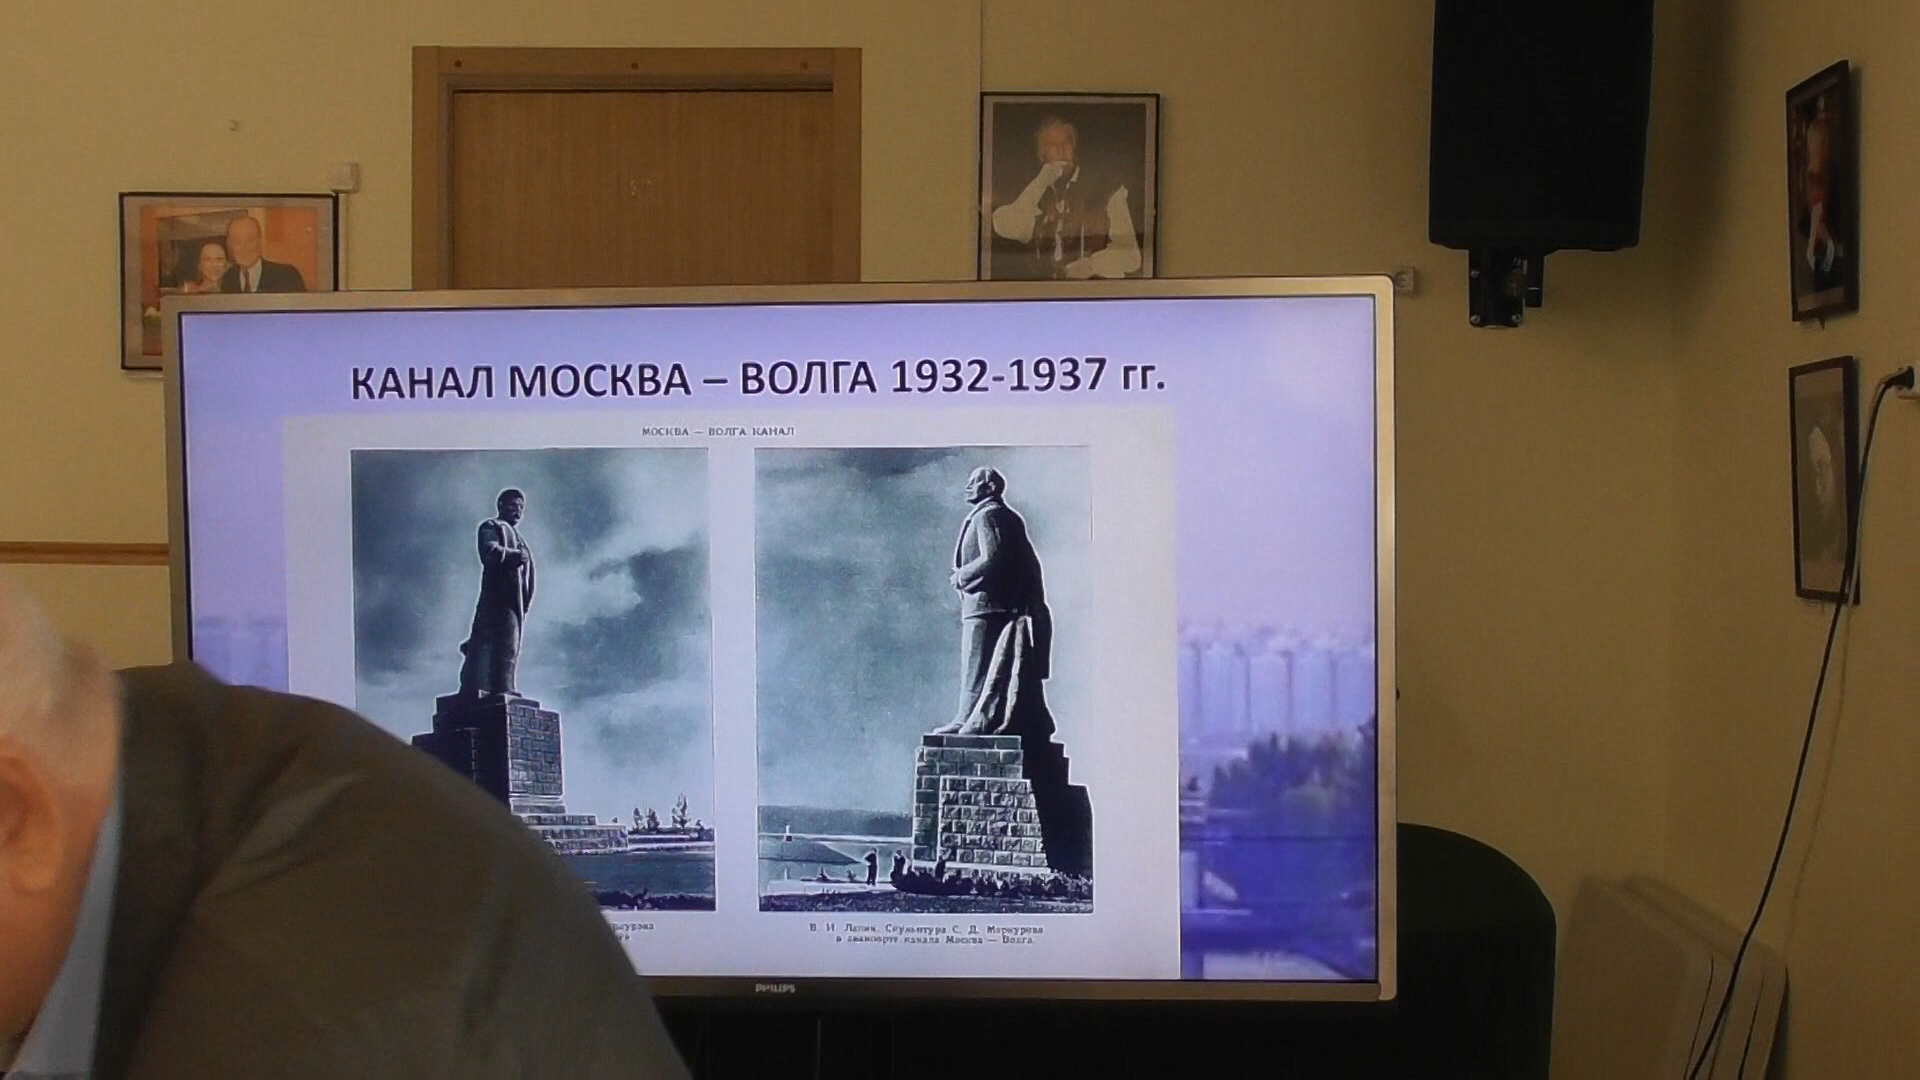 КАНАЛ МОСКВА – ВОЛГА 1932-1937 гг.
МОСКВА — ВОЛГА КАНАЛ
В. И. Ленин. Скульптура С. Д. Меркурова
в аванпорте канала Москва — Волга.
PHILIPS